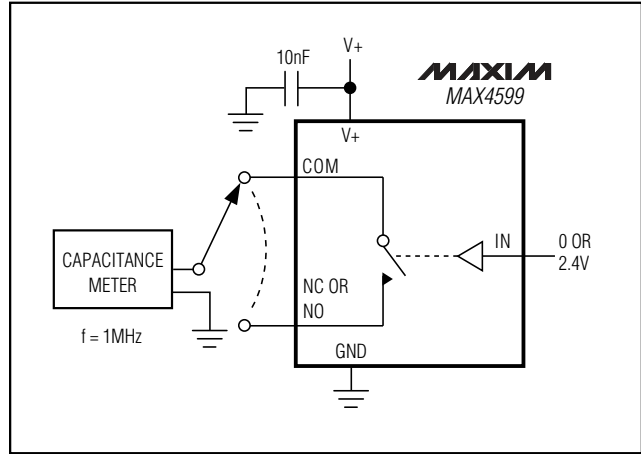 10nF
V+
MAXIM
MAX4599
V+
COM
IN
0 OR
2.4V
CAPACITANCE
METER
NC OR
NO
f = 1MHz
GND